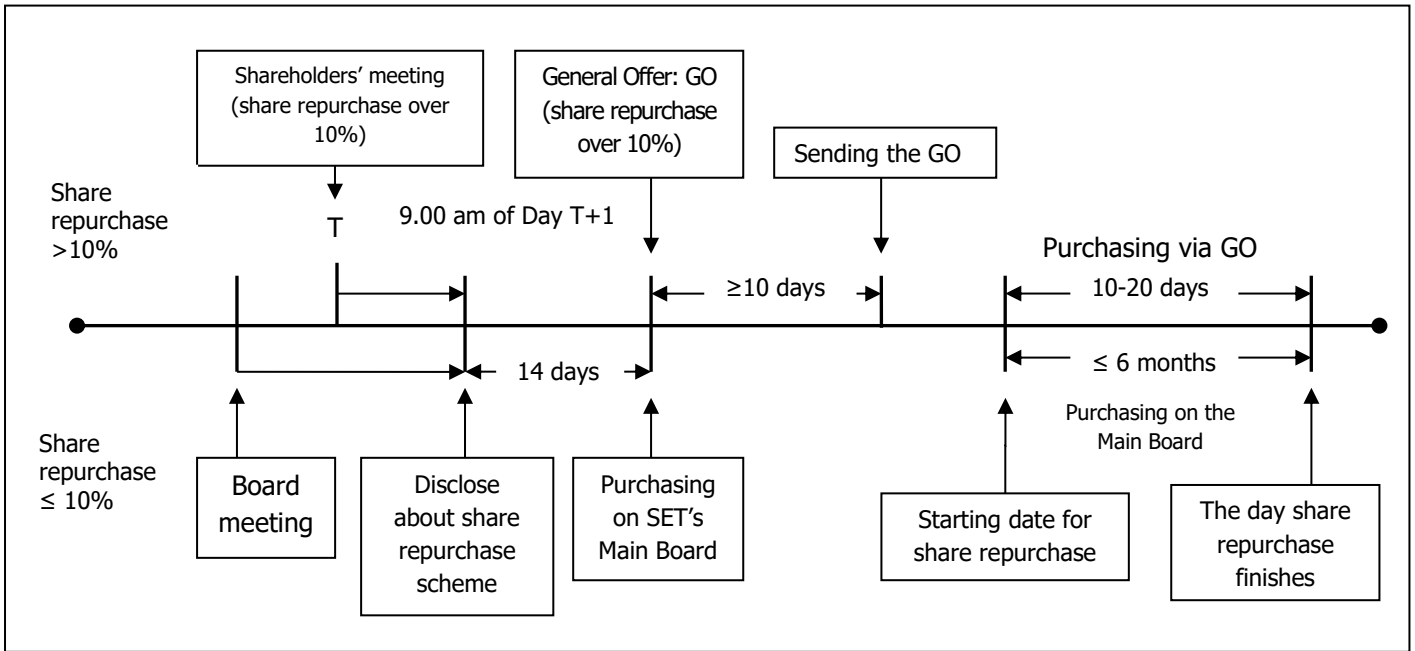 Shareholders’ meeting
(share repurchase over
10%)
General Offer: GO
(share repurchase
over 10%)
Sending the GO
Share
repurchase
>10%
T
9.00 am of Day T+1
Purchasing via GO
≥10 days
10-20 days
14 days
≤ 6 months
Share
repurchase
≤ 10%
Board
meeting
Disclose
about share
repurchase
scheme
Purchasing
on SET’s
Main Board
Purchasing on the
Main Board
Starting date for
share repurchase
The day share
repurchase
finishes